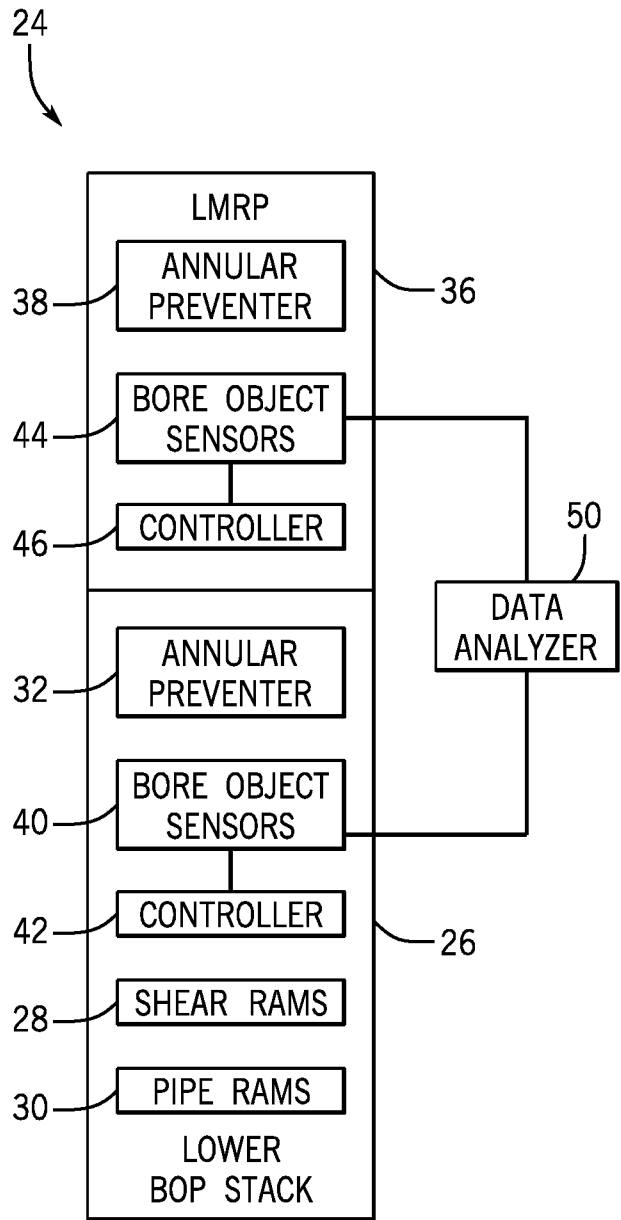 24
LMRP
ANNULAR
PREVENTER
38
36
BORE OBJECT
SENSORS
44
CONTROLLER
46
50
DATA
ANALYZER
ANNULAR
PREVENTER
32
BORE OBJECT
SENSORS
40
CONTROLLER
42
26
SHEAR RAMS
28
PIPE RAMS
30
LOWER
BOP STACK